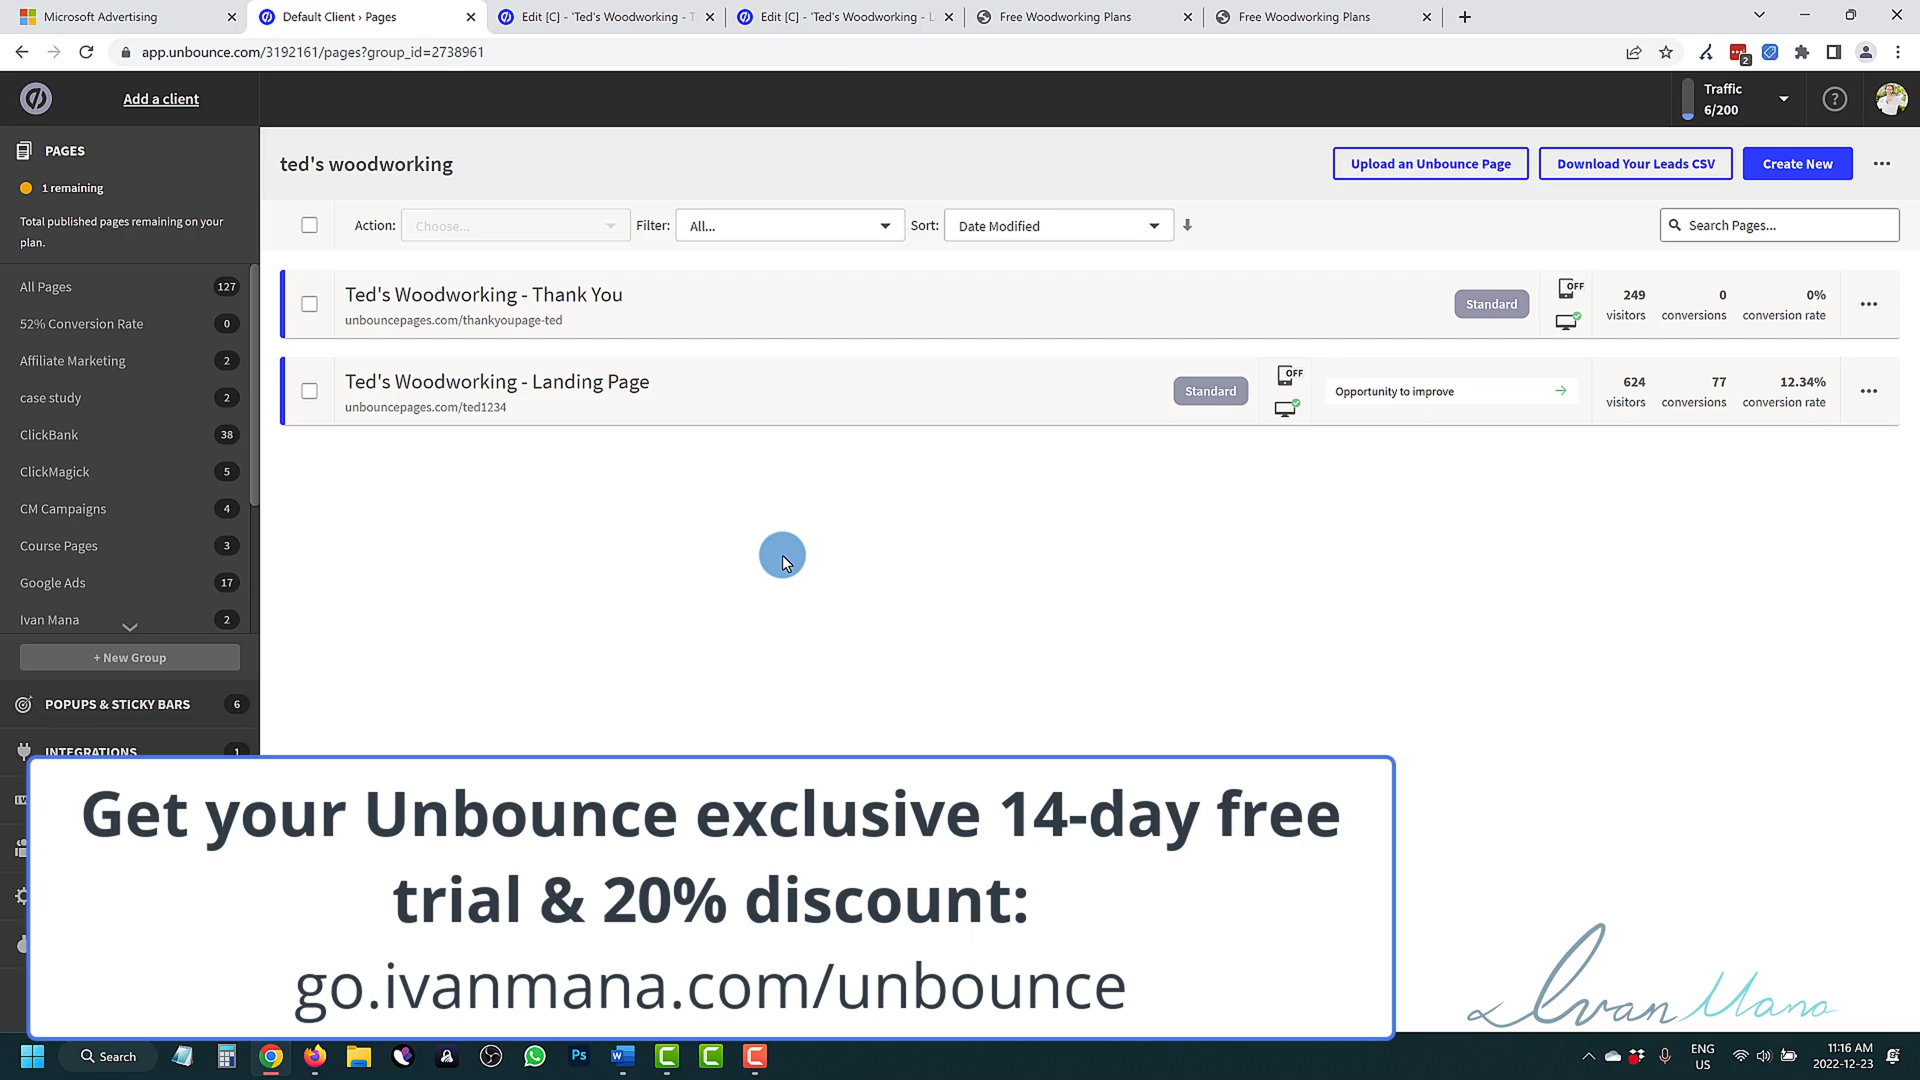 Microsoft Advertising
Default Client › Pages
Edit [C] - 'Ted's Woodworking - T
Edit [C] - 'Ted's Woodworking - L
Free Woodworking Plans
Free Woodworking Plans
app.unbounce.com/3192161/pages?group_id=2738961
2
Add a client
Traffic
6/200
PAGES
1 remaining
Total published pages remaining on your
plan.
ted's woodworking
Upload an Unbounce Page
Download Your Leads CSV
Create New
Action:
Choose...
Filter:
All...
Sort:
Date Modified
Search Pages...
All Pages 127
52% Conversion Rate 0
Affiliate Marketing 2
case study 2
ClickBank 38
ClickMagick 5
CM Campaigns 4
Course Pages 3
Google Ads 17
Ivan Mana 2
+ New Group
POPUPS & STICKY BARS 6
INTEGRATIONS 1
Ted's Woodworking - Thank You
unbouncepages.com/thankyoupage-ted
Standard
OFF
249 visitors
0 conversions
0% conversion rate
Ted's Woodworking - Landing Page
unbouncepages.com/ted1234
Standard
OFF
Opportunity to improve
624 visitors
77 conversions
12.34% conversion rate
Get your Unbounce exclusive 14-day free
trial & 20% discount:
go.ivanmana.com/unbounce
Ivan Mana
Search
Ps
ENG
US
11:16 AM
2022-12-23